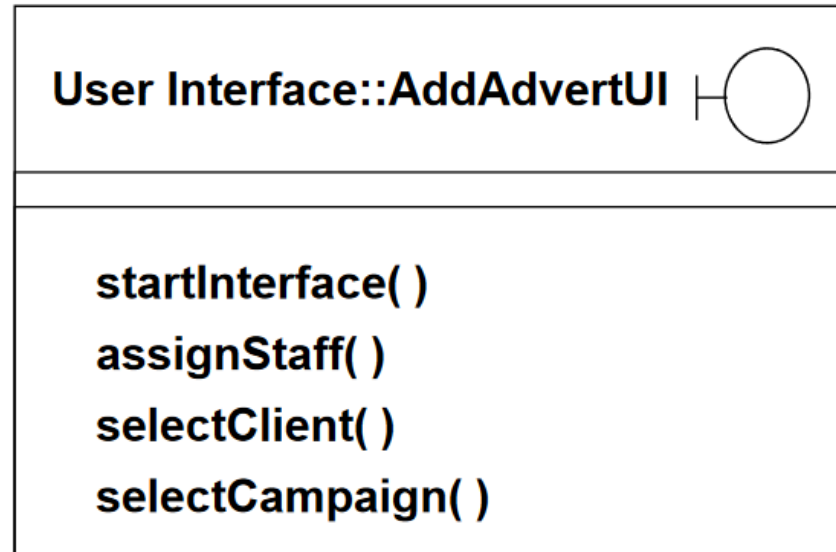 User Interface::AddAdvertUI
startInterface( )
assignStaff( )
selectClient( )
selectCampaign( )